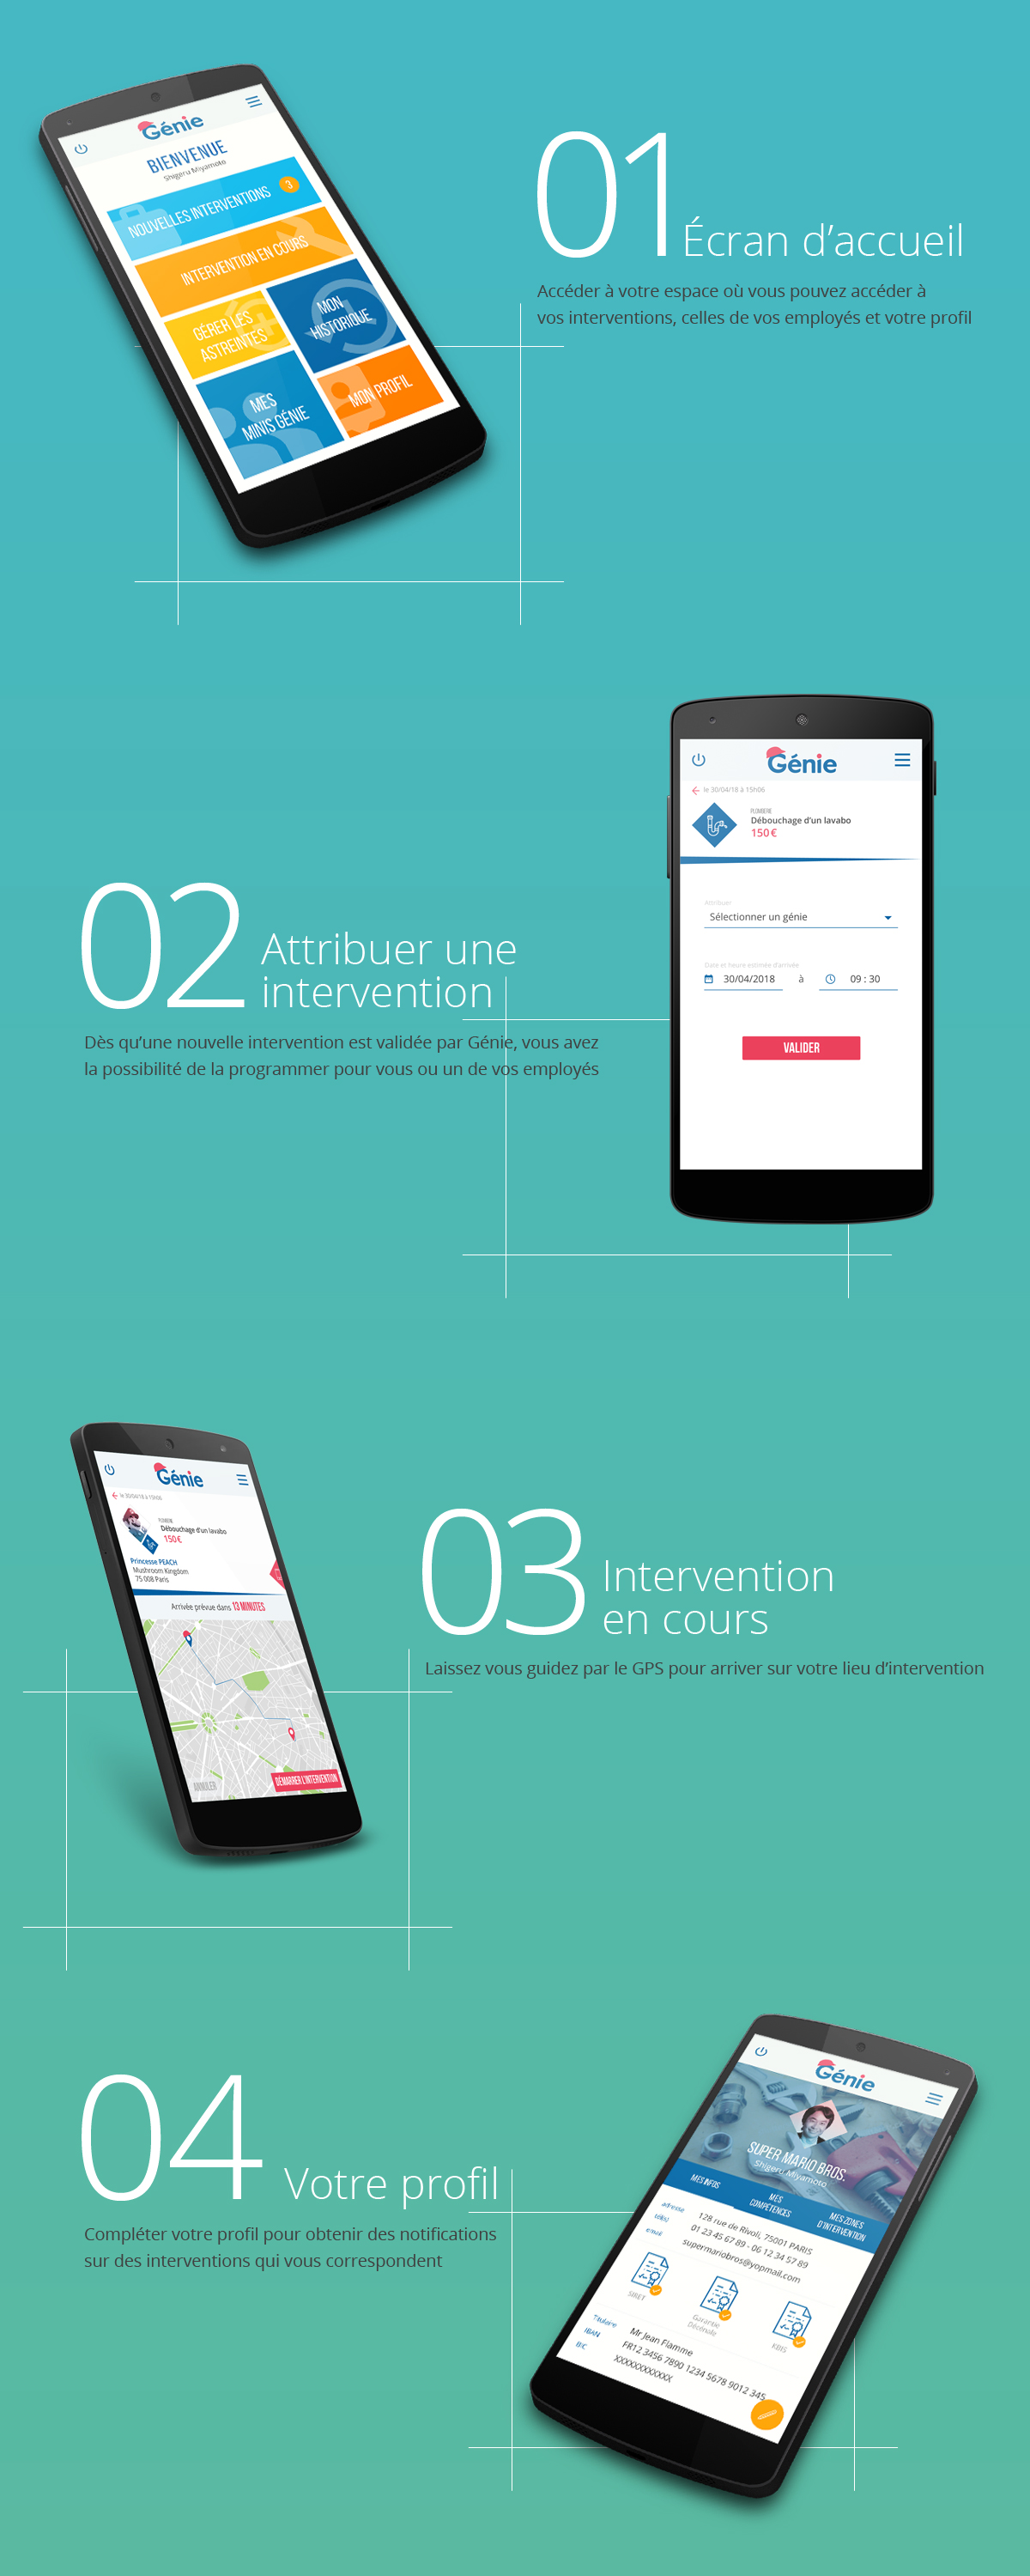 Génie
BIENVENUE
Shigeru Miyamoto
NOUVELLES INTERVENTIONS 3
INTERVENTION EN COURS
GÉRER LES
ASTREINTES
MON
HISTORIQUE
MES
MINIS GÉNIE
MON PROFIL
01 Écran d’accueil
Accéder à votre espace où vous pouvez accéder à
vos interventions, celles de vos employés et votre profil
02 Attribuer une
intervention
Dès qu’une nouvelle intervention est validée par Génie, vous avez
la possibilité de la programmer pour vous ou un de vos employés
Génie
le 30/04/18 à 15h06
PLOMBERIE
Débouchage d’un lavabo
150 €
Attribuer
Sélectionner un génie
Date et heure estimée d’arrivée
30/04/2018 à 09 : 30
VALIDER
Génie
le 30/04/18 à 15h06
PLOMBERIE
Débouchage d’un lavabo
150 €
Princesse PEACH
Mushroom Kingdom
75 008 Paris
Arrivée prévue dans 13 MINUTES
ANNULER
DÉMARRER L’INTERVENTION
03 Intervention
en cours
Laissez vous guidez par le GPS pour arriver sur votre lieu d’intervention
04 Votre profil
Compléter votre profil pour obtenir des notifications
sur des interventions qui vous correspondent
Génie
SUPER MARIO BROS.
Shigeru Miyamoto
MES INFOS
MES
COMPÉTENCES
MES ZONES
D’INTERVENTION
adresse 128 rue de Rivoli, 75001 PARIS
tél(s) 01 23 45 67 89 - 06 12 34 57 89
email supermariobros@yopmail.com
SIRET
Garantie
Décénale
KBIS
Titulaire Mr Jean Flamme
IBAN FR12 3456 7890 1234 5678 9012 345
BIC XXXXXXXXXXX